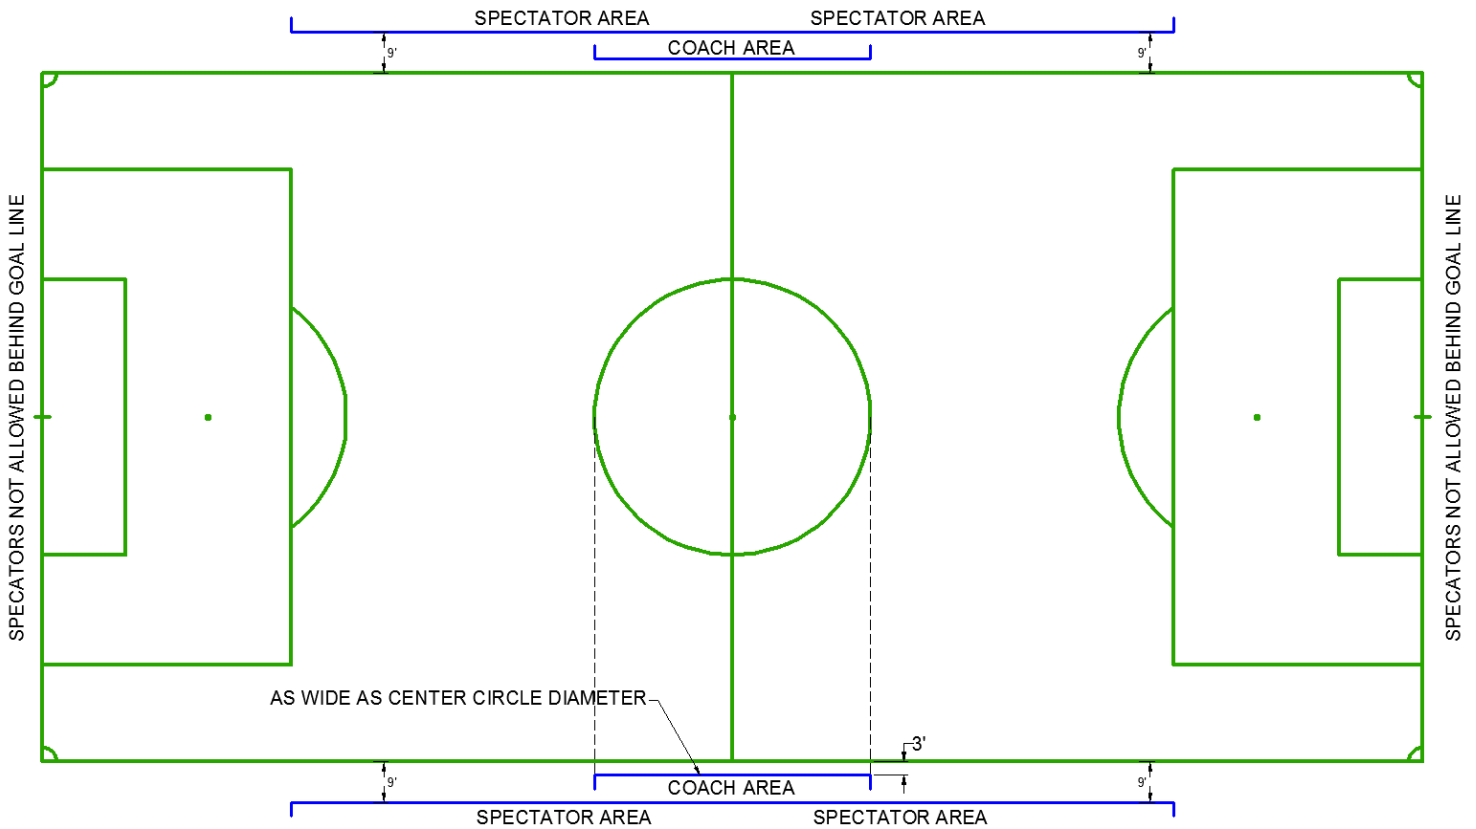 SPECTATOR AREA
SPECTATOR AREA
COACH AREA
9'
9'
SPECATORS NOT ALLOWED BEHIND GOAL LINE
SPECATORS NOT ALLOWED BEHIND GOAL LINE
AS WIDE AS CENTER CIRCLE DIAMETER
3'
9'
9'
COACH AREA
SPECTATOR AREA
SPECTATOR AREA